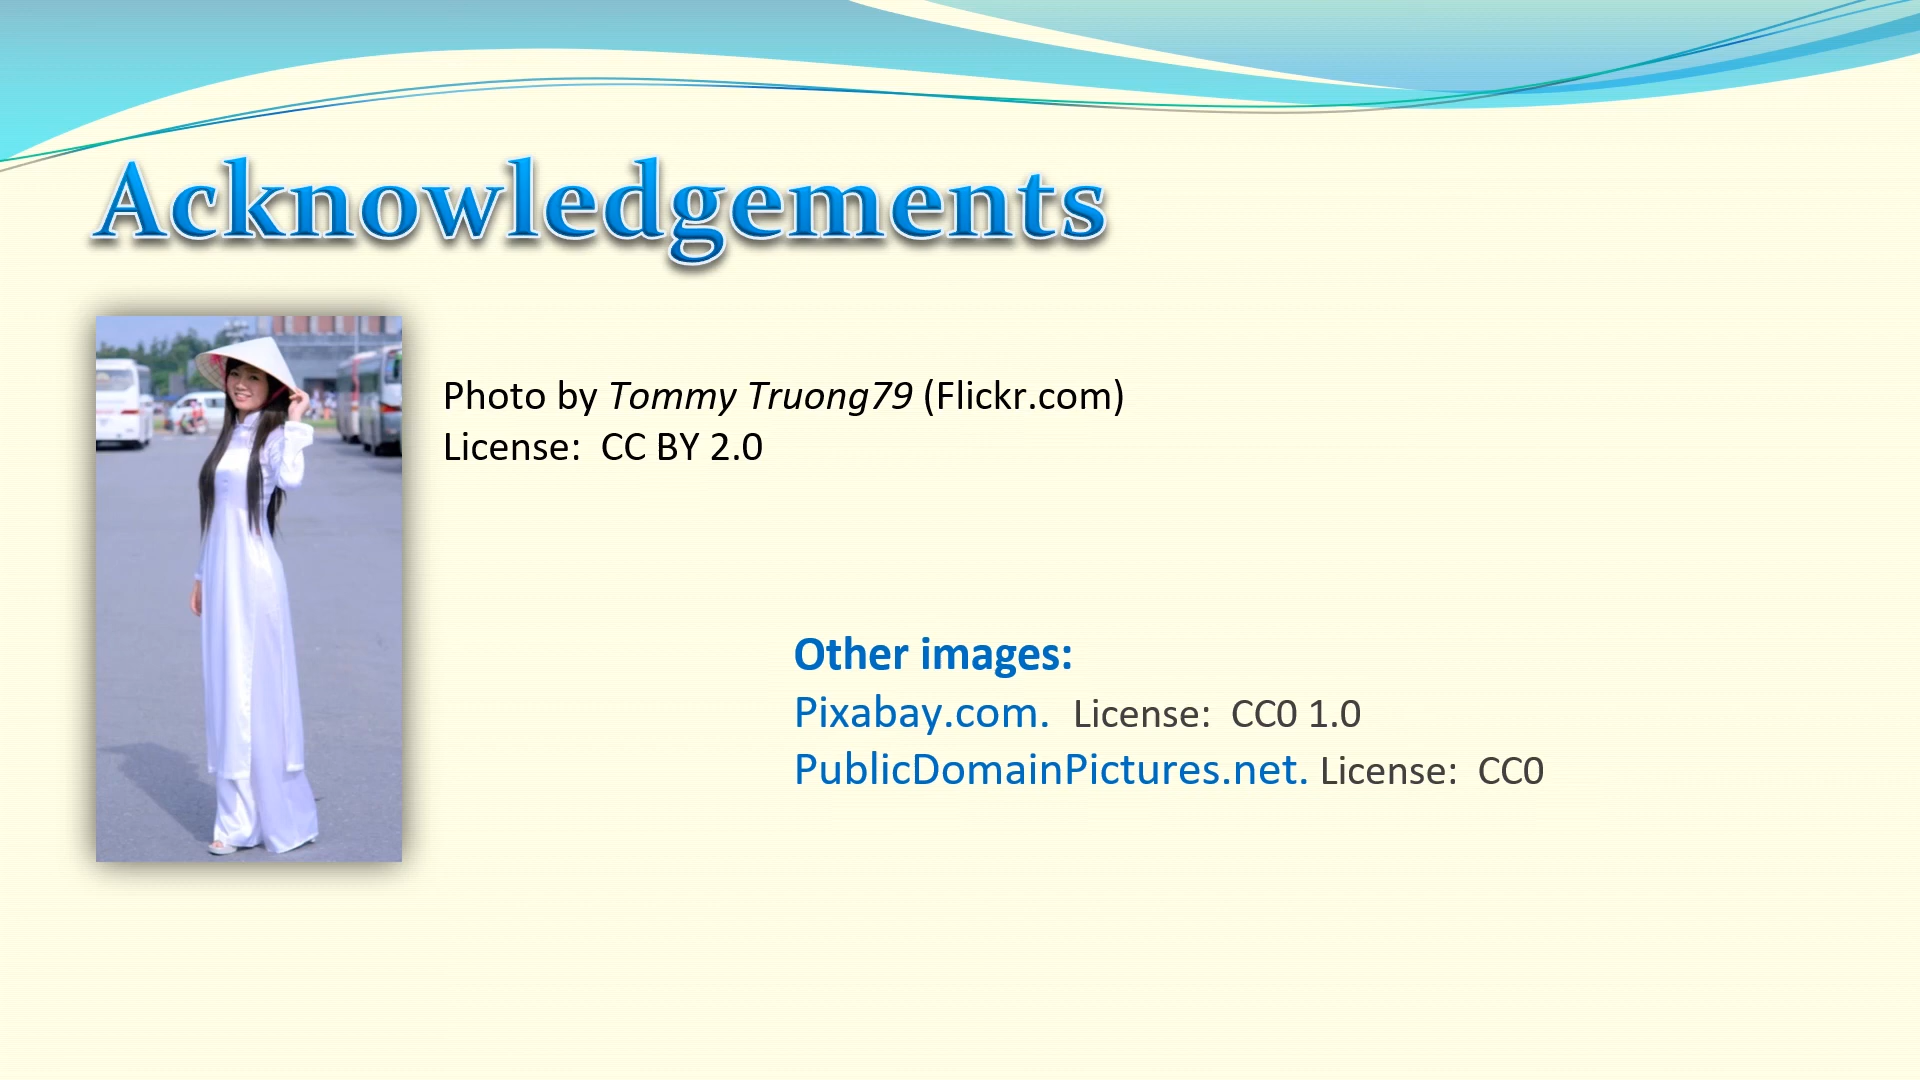 Acknowledgements
Photo by Tommy Truong79 (Flickr.com)
License: CC BY 2.0
Other images:
Pixabay.com. License: CC0 1.0
PublicDomainPictures.net. License: CC0